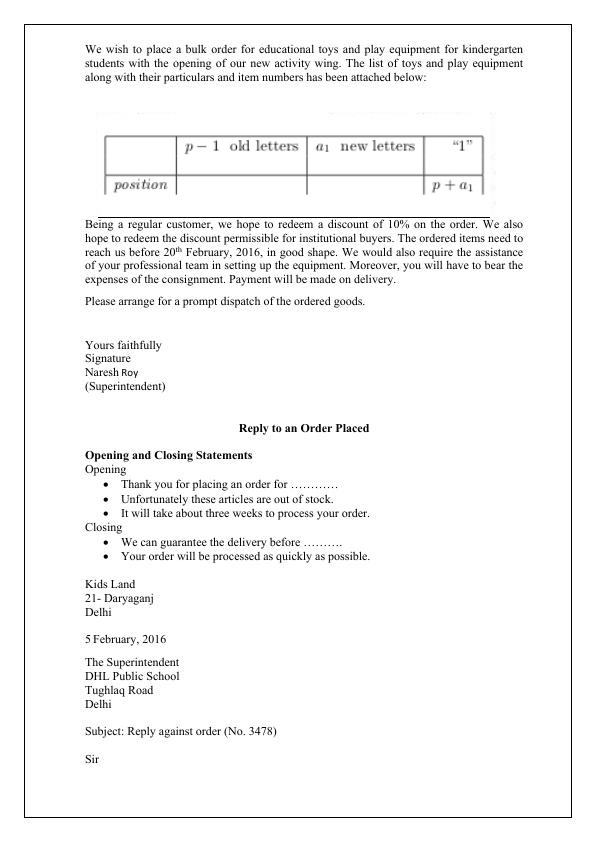 We wish to place a bulk order for educational toys and play equipment for kindergarten
students with the opening of our new activity wing. The list of toys and play equipment
along with their particulars and item numbers has been attached below:
p − 1 old letters a₁ new letters “1”
position p + a₁
Being a regular customer, we hope to redeem a discount of 10% on the order. We also
hope to redeem the discount permissible for institutional buyers. The ordered items need to
reach us before 20th February, 2016, in good shape. We would also require the assistance
of your professional team in setting up the equipment. Moreover, you will have to bear the
expenses of the consignment. Payment will be made on delivery.
Please arrange for a prompt dispatch of the ordered goods.
Yours faithfully
Signature
Naresh Roy
(Superintendent)
Reply to an Order Placed
Opening and Closing Statements
Opening
• Thank you for placing an order for …………
• Unfortunately these articles are out of stock.
• It will take about three weeks to process your order.
Closing
• We can guarantee the delivery before ……….
• Your order will be processed as quickly as possible.
Kids Land
21- Daryaganj
Delhi
5 February, 2016
The Superintendent
DHL Public School
Tughlaq Road
Delhi
Subject: Reply against order (No. 3478)
Sir